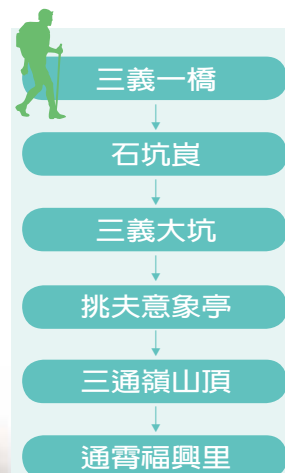 三義一橋
石坑崀
三義大坑
挑夫意象亭
三通嶺山頂
通霄福興里